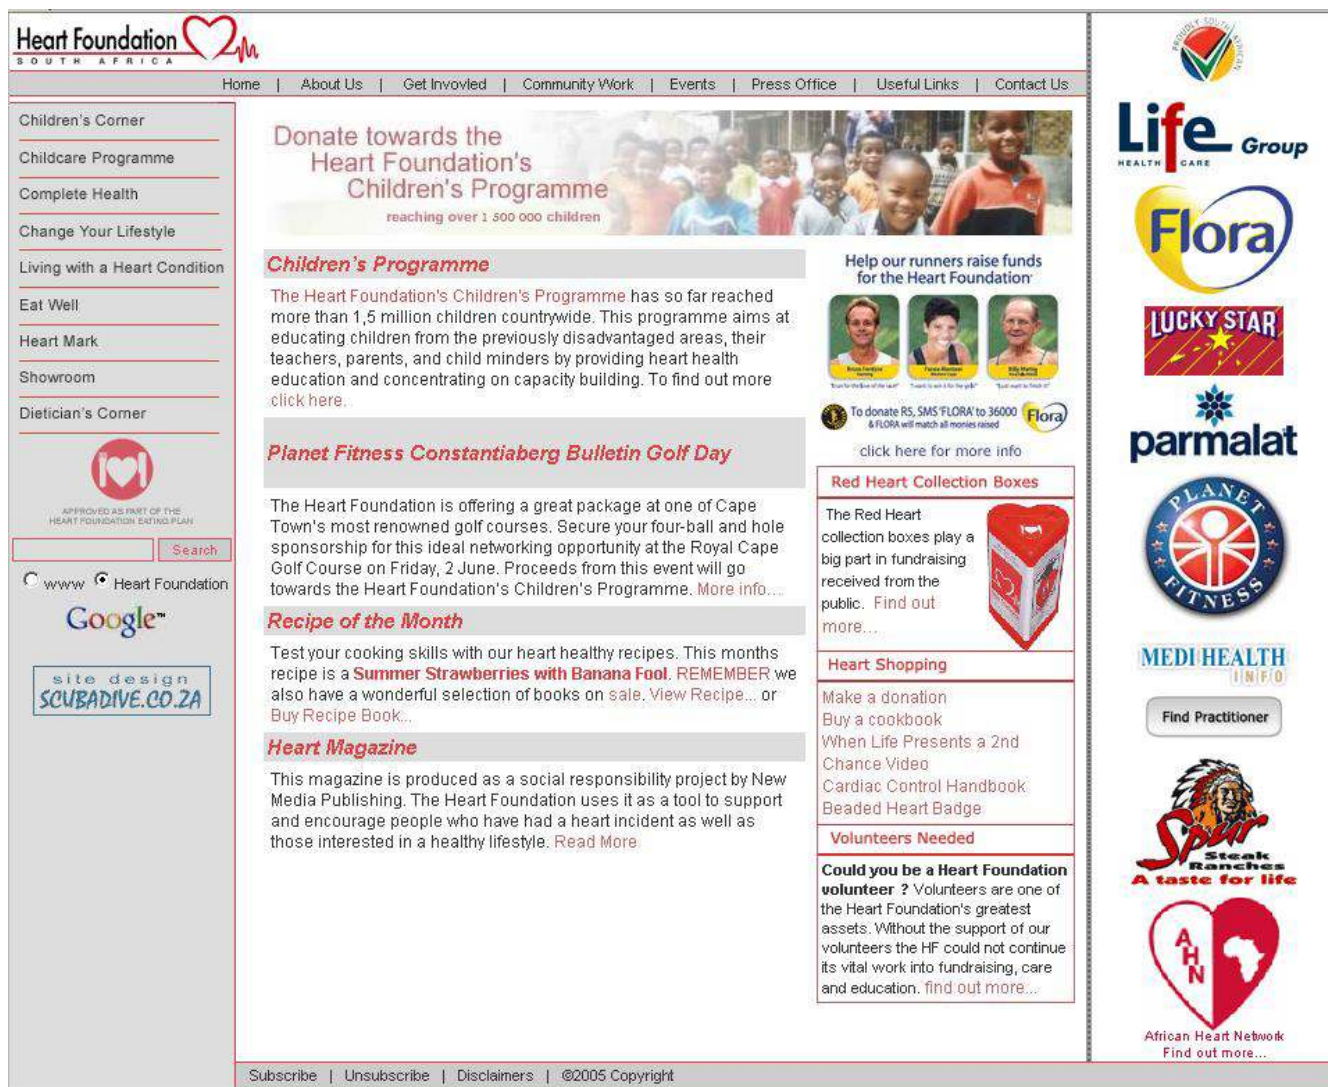 Heart Foundation
SOUTH AFRICA
Home | About Us | Get Invovled | Community Work | Events | Press Office | Useful Links | Contact Us
Children's Corner
Childcare Programme
Complete Health
Change Your Lifestyle
Living with a Heart Condition
Eat Well
Heart Mark
Showroom
Dietician's Corner
APPROVED AS PART OF THE
HEART FOUNDATION EATING PLAN
Search
www Heart Foundation
Google™
site design
SCUBADIVE.CO.ZA
Donate towards the
Heart Foundation's
Children's Programme
reaching over 1 500 000 children
Children's Programme
The Heart Foundation's Children's Programme has so far reached
more than 1,5 million children countrywide. This programme aims at
educating children from the previously disadvantaged areas, their
teachers, parents, and child minders by providing heart health
education and concentrating on capacity building. To find out more
click here.
Planet Fitness Constantiaberg Bulletin Golf Day
The Heart Foundation is offering a great package at one of Cape
Town's most renowned golf courses. Secure your four-ball and hole
sponsorship for this ideal networking opportunity at the Royal Cape
Golf Course on Friday, 2 June. Proceeds from this event will go
towards the Heart Foundation's Children's Programme. More info....
Recipe of the Month
Test your cooking skills with our heart healthy recipes. This months
recipe is a Summer Strawberries with Banana Fool. REMEMBER we
also have a wonderful selection of books on sale. View Recipe... or
Buy Recipe Book...
Heart Magazine
This magazine is produced as a social responsibility project by New
Media Publishing. The Heart Foundation uses it as a tool to support
and encourage people who have had a heart incident as well as
those interested in a healthy lifestyle. Read More
Help our runners raise funds
for the Heart Foundation
To donate R5, SMS 'FLORA' to 36000
& FLORA will match all monies raised
Flora
click here for more info
Red Heart Collection Boxes
The Red Heart
collection boxes play a
big part in fundraising
received from the
public. Find out
more...
Heart Shopping
Make a donation
Buy a cookbook
When Life Presents a 2nd
Chance Video
Cardiac Control Handbook
Beaded Heart Badge
Volunteers Needed
Could you be a Heart Foundation
volunteer ? Volunteers are one of
the Heart Foundation's greatest
assets. Without the support of our
volunteers the HF could not continue
its vital work into fundraising, care
and education. find out more...
PROUDLY SOUTH AFRICAN
Life
HEALTH CARE Group
Flora
LUCKY STAR
parmalat
PLANET
FITNESS
MEDI HEALTH
INFO
Find Practitioner
Spur
Steak
Ranches
A taste for life
AHN
African Heart Network
Find out more...
Subscribe | Unsubscribe | Disclaimers | ©2005 Copyright